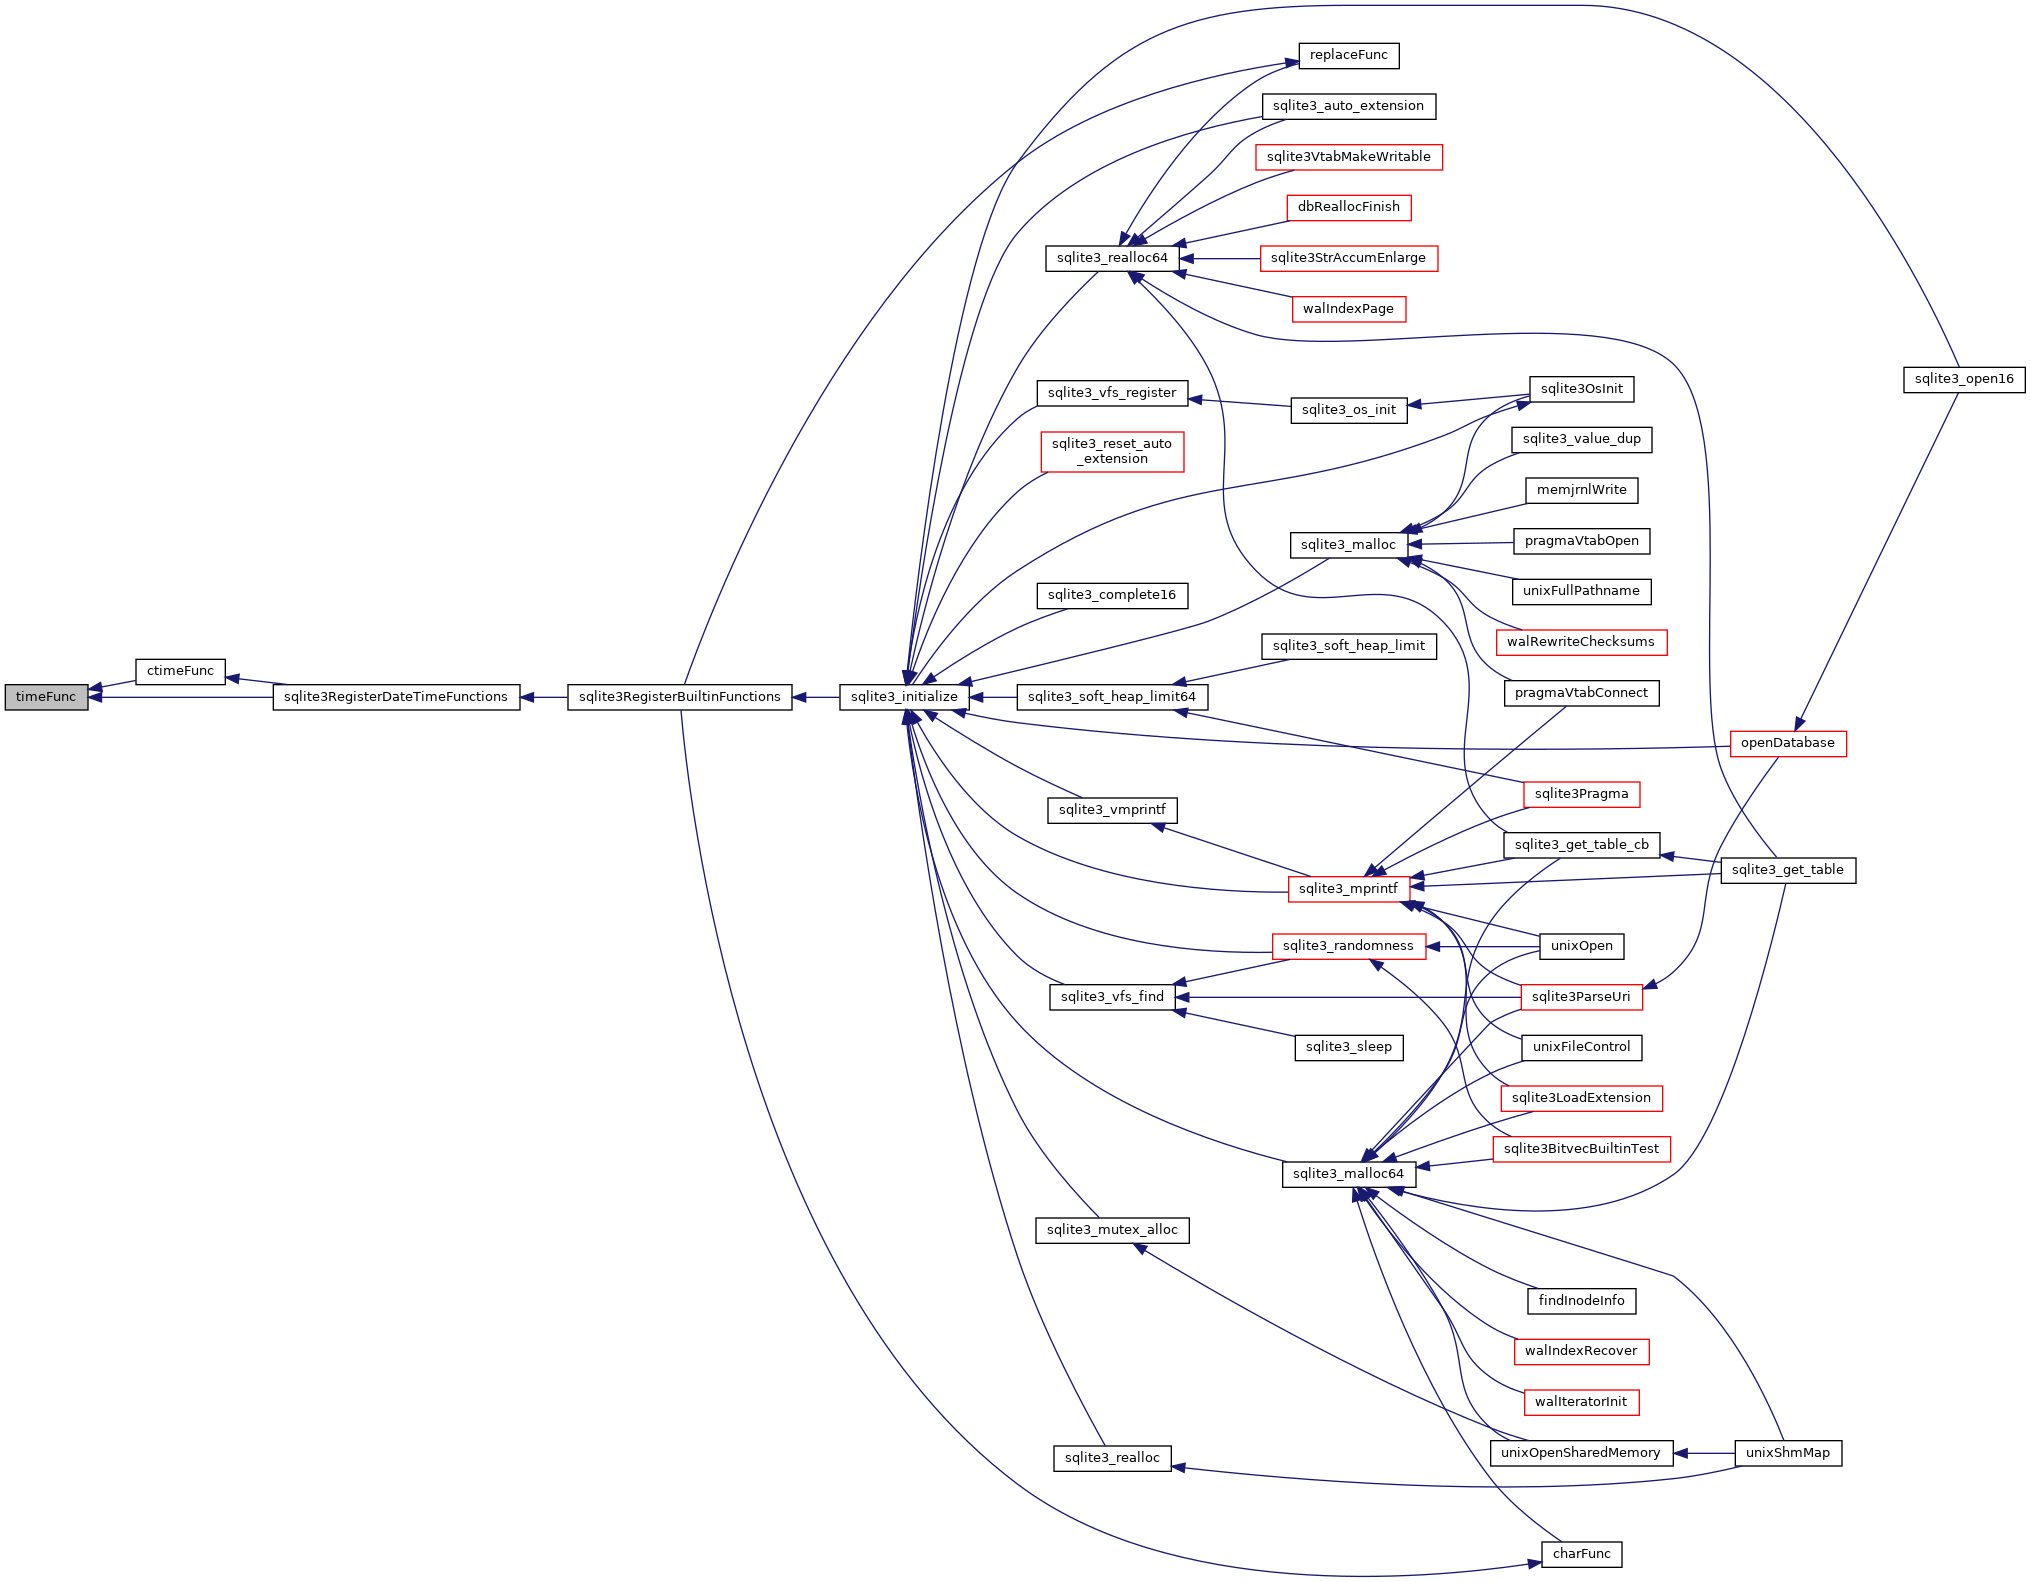 replaceFunc
sqlite3_auto_extension
sqlite3VtabMakeWritable
dbReallocFinish
sqlite3_realloc64
sqlite3StrAccumEnlarge
walIndexPage
sqlite3_open16
sqlite3_vfs_register
sqlite3_os_init
sqlite3OsInit
sqlite3_reset_auto
_extension
sqlite3_value_dup
memjrnlWrite
sqlite3_malloc
pragmaVtabOpen
unixFullPathname
sqlite3_complete16
walRewriteChecksums
sqlite3_soft_heap_limit
ctimeFunc
timeFunc
sqlite3RegisterDateTimeFunctions
sqlite3RegisterBuiltinFunctions
sqlite3_initialize
sqlite3_soft_heap_limit64
pragmaVtabConnect
openDatabase
sqlite3Pragma
sqlite3_vmprintf
sqlite3_get_table_cb
sqlite3_get_table
sqlite3_mprintf
sqlite3_randomness
unixOpen
sqlite3_vfs_find
sqlite3ParseUri
sqlite3_sleep
unixFileControl
sqlite3LoadExtension
sqlite3BitvecBuiltinTest
sqlite3_malloc64
sqlite3_mutex_alloc
findInodeInfo
walIndexRecover
walIteratorInit
sqlite3_realloc
unixOpenSharedMemory
unixShmMap
charFunc